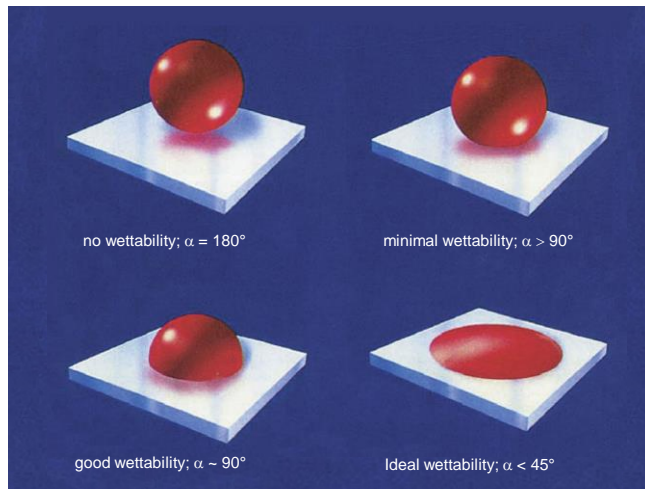 no wettability; α = 180°
minimal wettability; α > 90°
good wettability; α ~ 90°
Ideal wettability; α < 45°